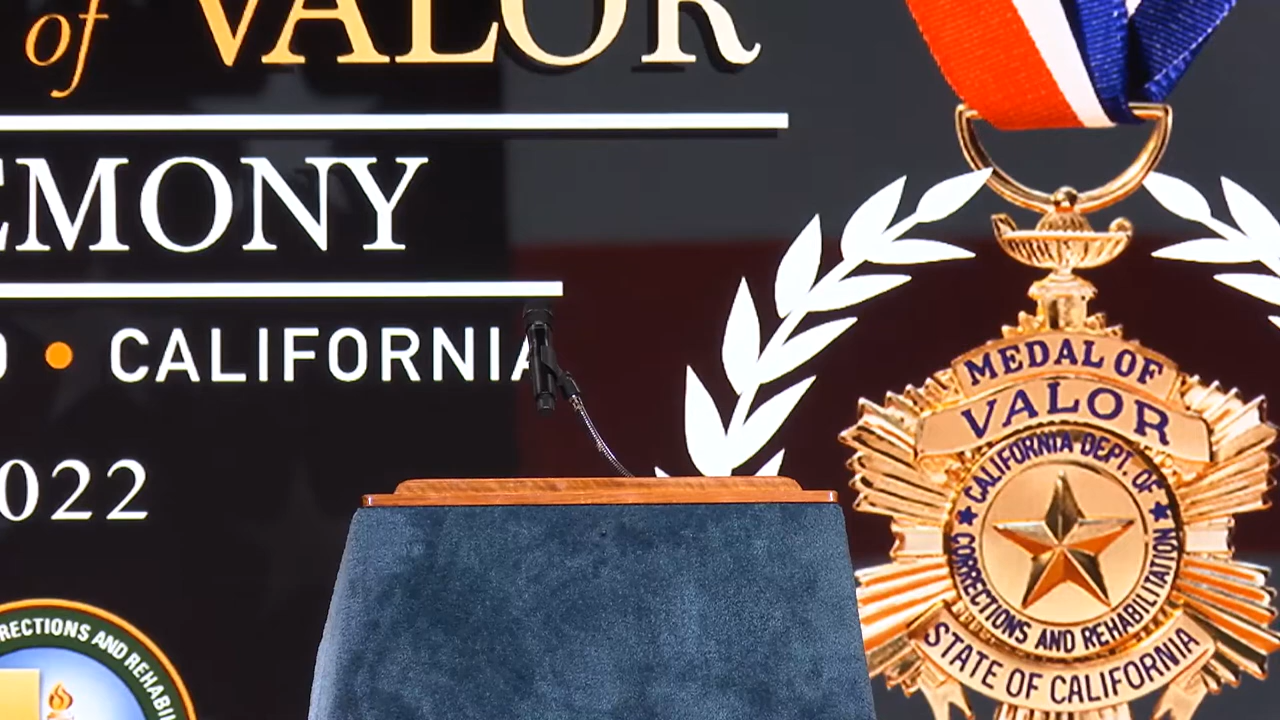 of VALOR
EMONY
• CALIFORNIA
2022
RECTIONS AND REHABI
MEDAL OF
VALOR
CALIFORNIA DEPT. OF
CORRECTIONS AND REHABILITATION
STATE OF CALIFORNIA